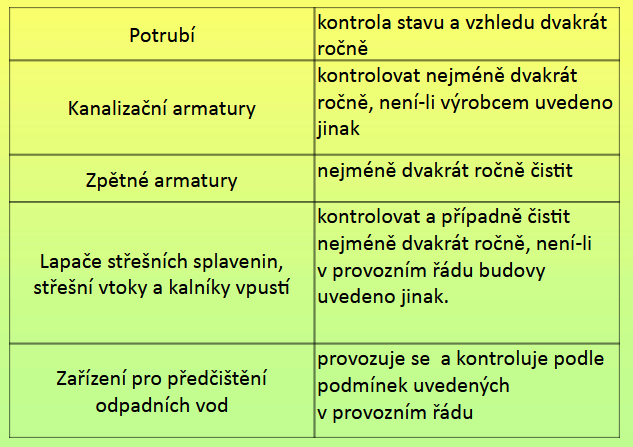 Potrubí
kontrola stavu a vzhledu dvakrát
ročně
Kanalizační armatury
kontrolovat nejméně dvakrát
ročně, není-li výrobcem uvedeno
jinak
Zpětné armatury
nejméně dvakrát ročně čistit
Lapače střešních splavenin,
střešní vtoky a kalníky vpustí
kontrolovat a případně čistit
nejméně dvakrát ročně, není-li
v provozním řádu budovy
uvedeno jinak.
Zařízení pro předčištění
odpadních vod
provozuje se  a kontroluje podle
podmínek uvedených
v provozním řádu